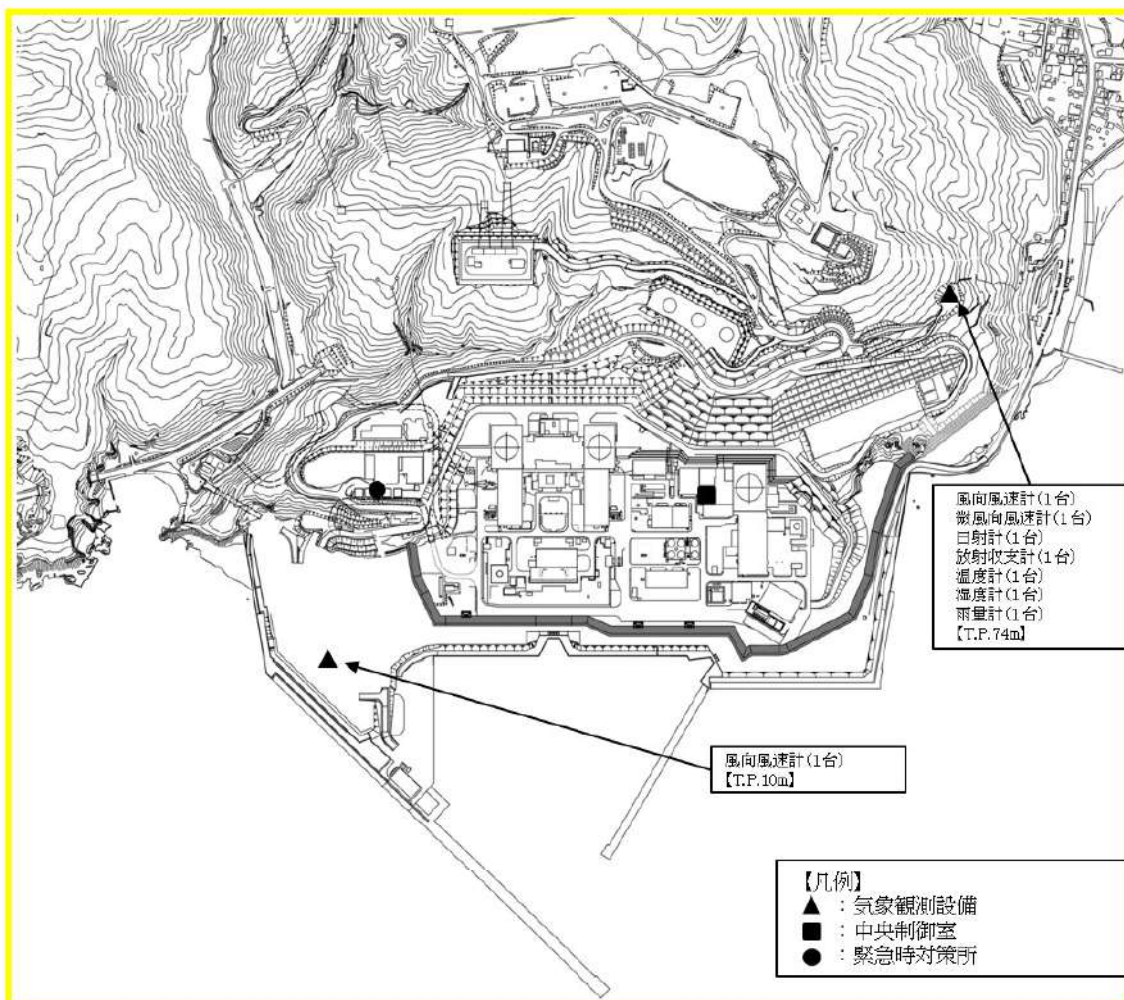 風向風速計(1台)
微風向風速計(1台)
日射計(1台)
放射収支計(1台)
温度計(1台)
湿度計(1台)
雨量計(1台)
【T.P.74m】
風向風速計(1台)
【T.P.10m】
【凡例】
▲ : 気象観測設備
■ : 中央制御室
● : 緊急時対策所